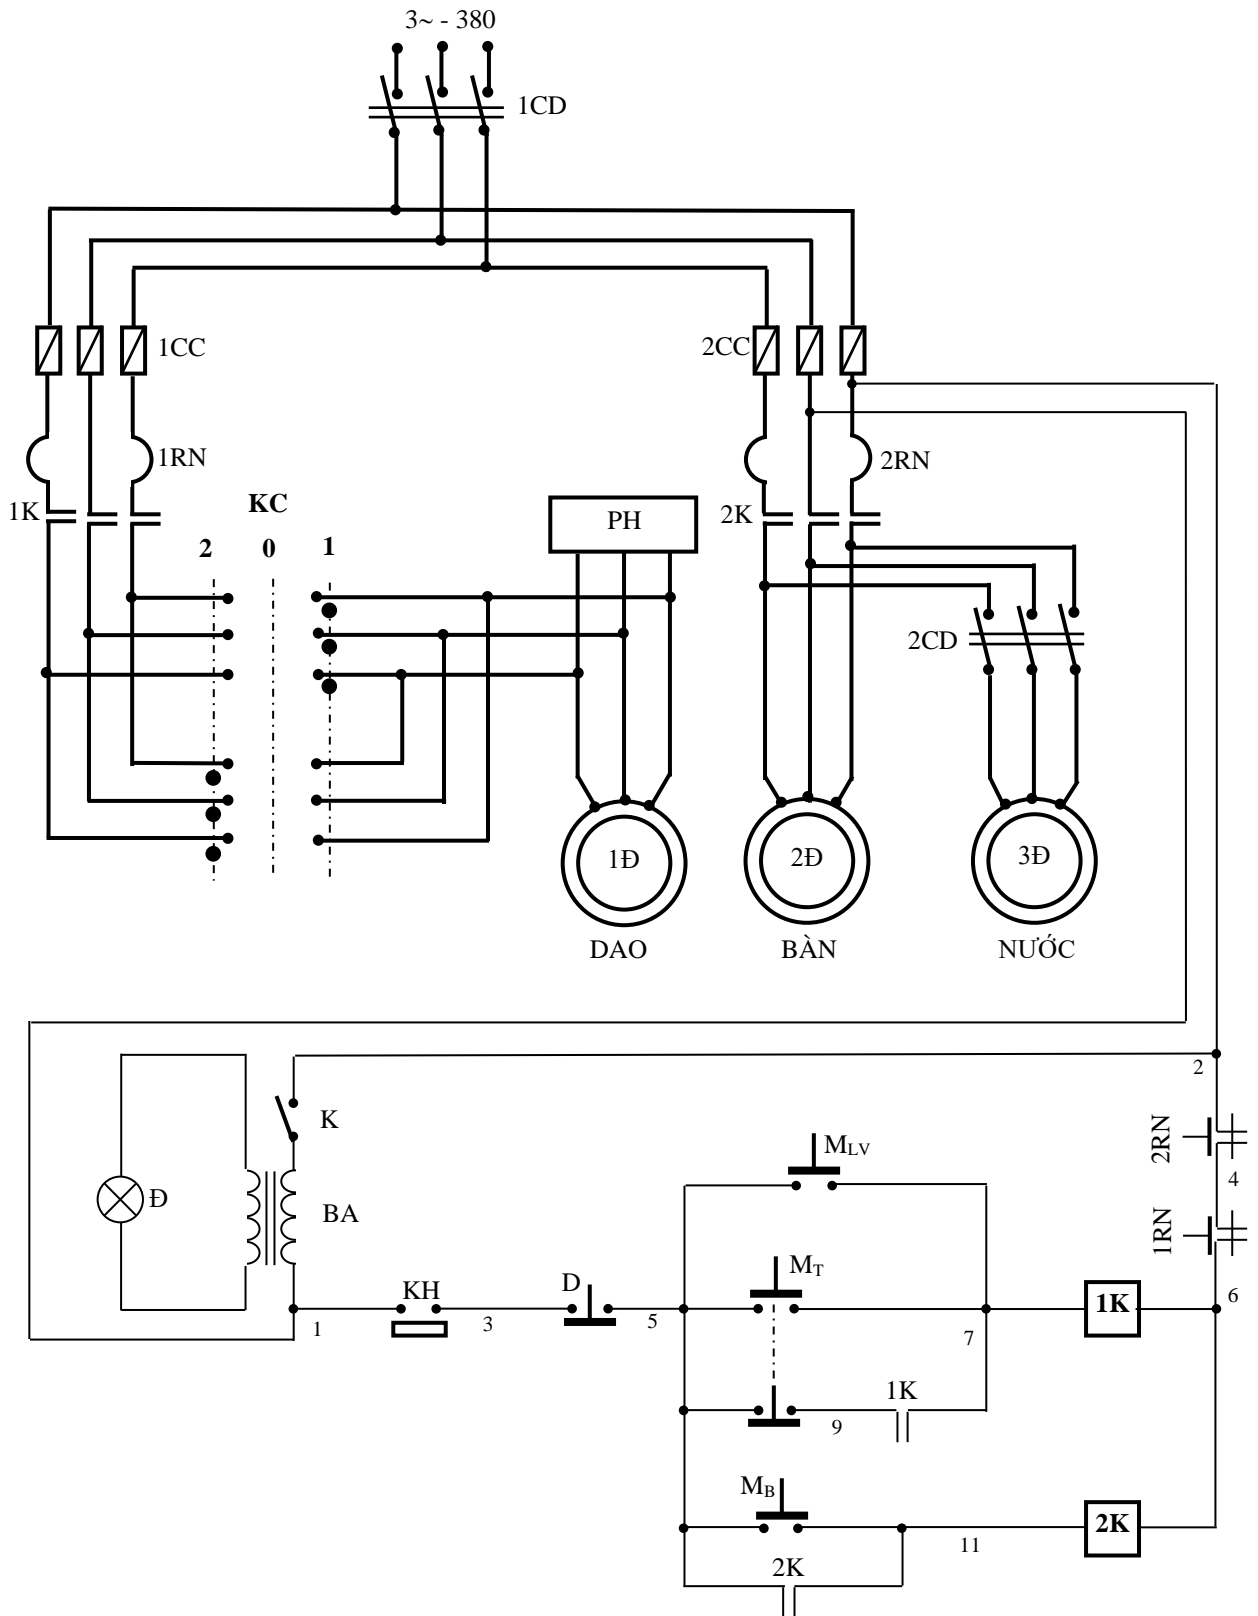 3~ - 380
1CD
1CC
2CC
1RN
2RN
1K
KC
PH
2K
2 0 1
2CD
1Đ
2Đ
3Đ
DAO
BÀN
NƯỚC
2
K
MLV
2RN
4
Đ
BA
1RN
MT
KH
D
1K
6
1
3
5
7
1K
9
MB
2K
11
2K